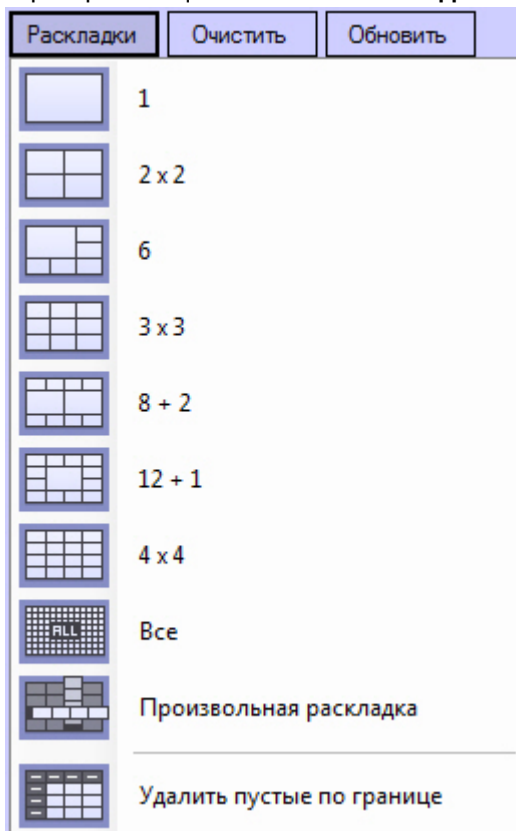 Раскладки Очистить Обновить
1
2 x 2
6
3 x 3
8 + 2
12 + 1
4 x 4
ALL Все
Произвольная раскладка
Удалить пустые по границе